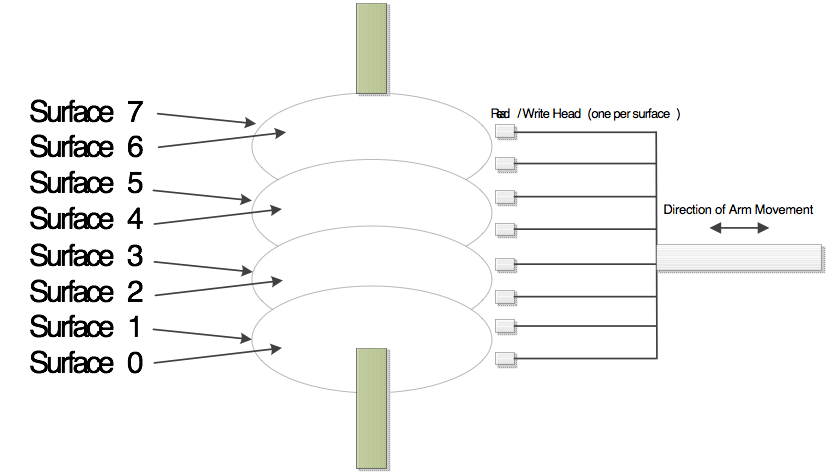 Surface 7
Read / Write Head (one per surface )
Surface 6
Surface 5
Direction of Arm Movement
Surface 4
Surface 3
Surface 2
Surface 1
Surface 0